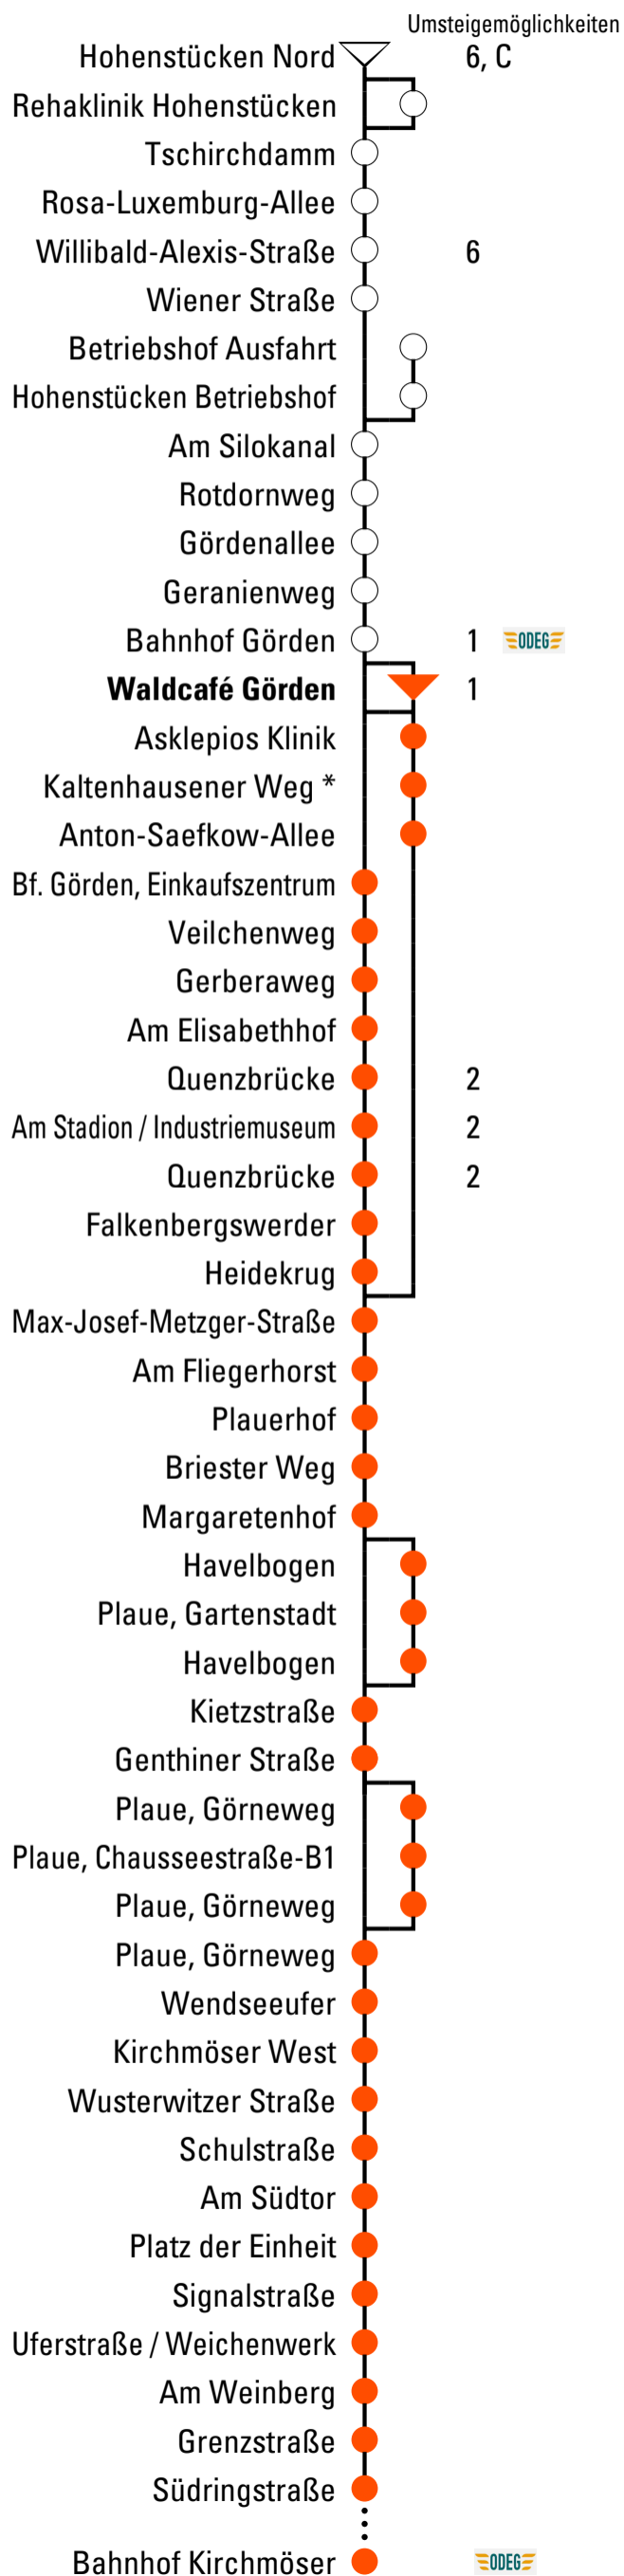 Umsteigemöglichkeiten
Hohenstücken Nord 6, C
Rehaklinik Hohenstücken
Tschirchdamm
Rosa-Luxemburg-Allee
Willibald-Alexis-Straße 6
Wiener Straße
Betriebshof Ausfahrt
Hohenstücken Betriebshof
Am Silokanal
Rotdornweg
Gördenallee
Geranienweg
Bahnhof Görden 1 ODEG
Waldcafé Görden 1
Asklepios Klinik
Kaltenhausener Weg *
Anton-Saefkow-Allee
Bf. Görden, Einkaufszentrum
Veilchenweg
Gerberaweg
Am Elisabethhof
Quenzbrücke 2
Am Stadion / Industriemuseum 2
Quenzbrücke 2
Falkenbergswerder
Heidekrug
Max-Josef-Metzger-Straße
Am Fliegerhorst
Plauerhof
Briester Weg
Margaretenhof
Havelbogen
Plaue, Gartenstadt
Havelbogen
Kietzstraße
Genthiner Straße
Plaue, Görneweg
Plaue, Chausseestraße-B1
Plaue, Görneweg
Plaue, Görneweg
Wendseeufer
Kirchmöser West
Wusterwitzer Straße
Schulstraße
Am Südtor
Platz der Einheit
Signalstraße
Uferstraße / Weichenwerk
Am Weinberg
Grenzstraße
Südringstraße
Bahnhof Kirchmöser ODEG